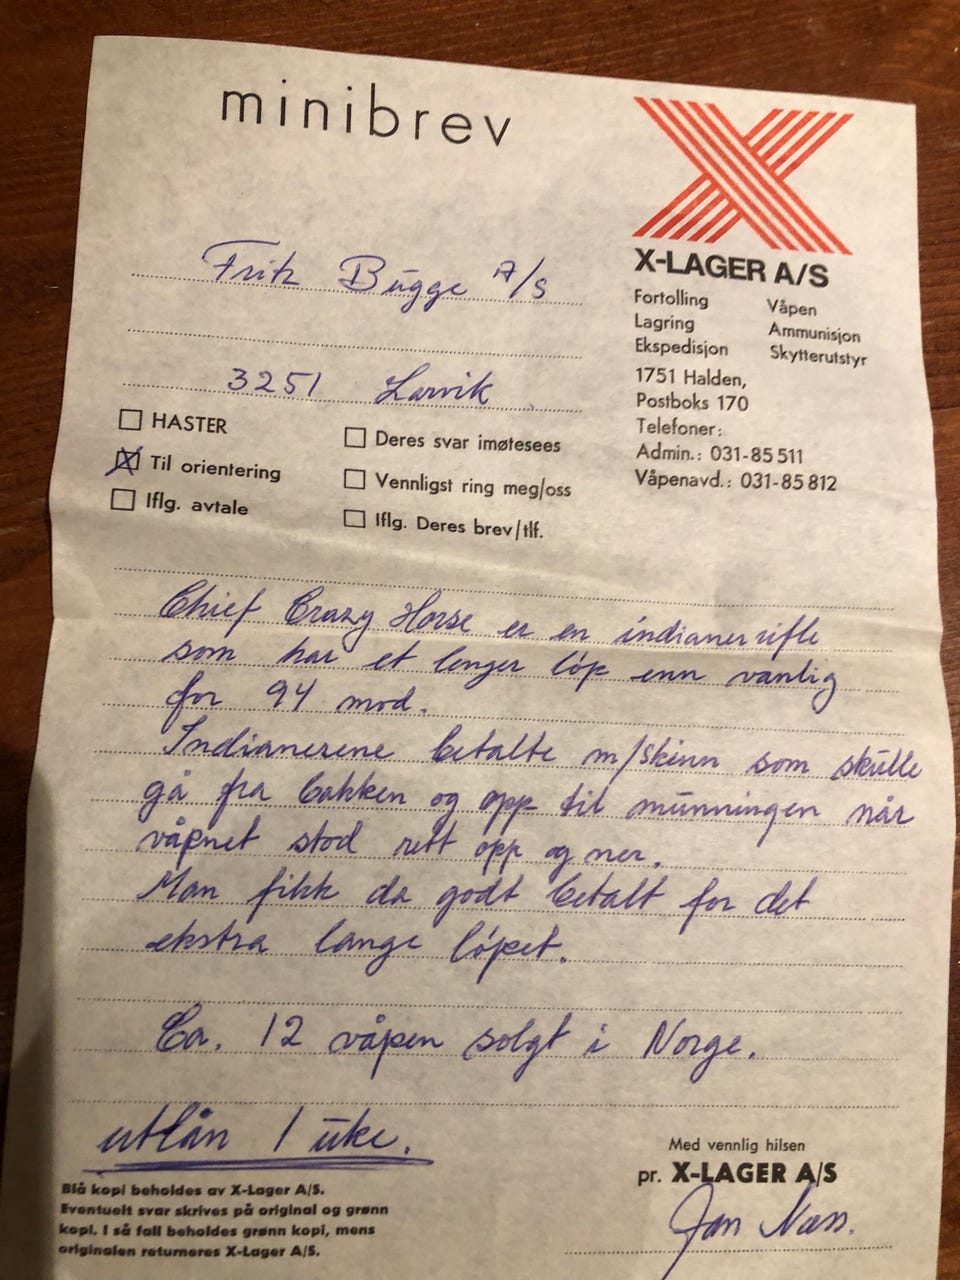 minibrev
X-LAGER A/S
Fortolling Våpen
Lagring Ammunisjon
Ekspedisjon Skytterutstyr
1751 Halden,
Postboks 170
Telefoner:
Admin.: 031-85 511
Våpenavd.: 031-85 812
Fritz Bugge A/S
3251 Larvik
HASTER
Til orientering
Iflg. avtale
Deres svar imøtesees
Vennligst ring meg/oss
Iflg. Deres brev/tlf.
Chief Crazy Horse er en indianerrifle
som har et lenger løp enn vanlig
for 94 mod.
Indianerene betalte m/skinn som skulle
gå fra bakken og opp til munningen når
våpnet stod rett opp og ner.
Man fikk da godt betalt for det
ekstra lange løpet.
Ca. 12 våpen solgt i Norge.
utlån 1 uke.
Med vennlig hilsen
pr. X-LAGER A/S
Jan Næss.
Blå kopi beholdes av X-Lager A/S.
Eventuelt svar skrives på original og grønn
kopi. I så fall beholdes grønn kopi, mens
originalen returneres X-Lager A/S.